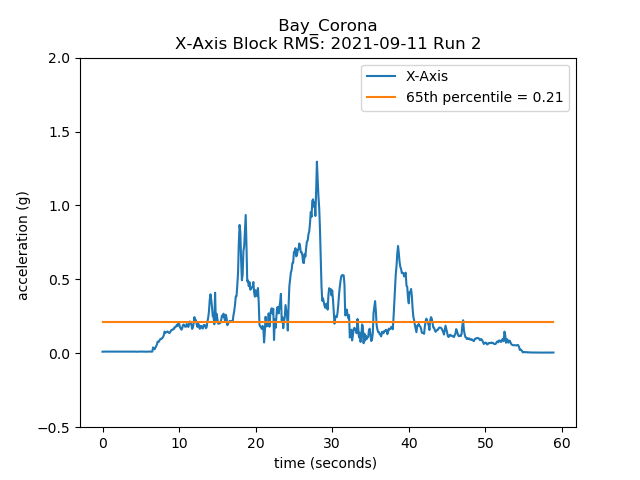 Bay_Corona
X-Axis Block RMS: 2021-09-11 Run 2
X-Axis
65th percentile = 0.21
acceleration (g)
2.0
1.5
1.0
0.5
0.0
−0.5
0 10 20 30 40 50 60
time (seconds)